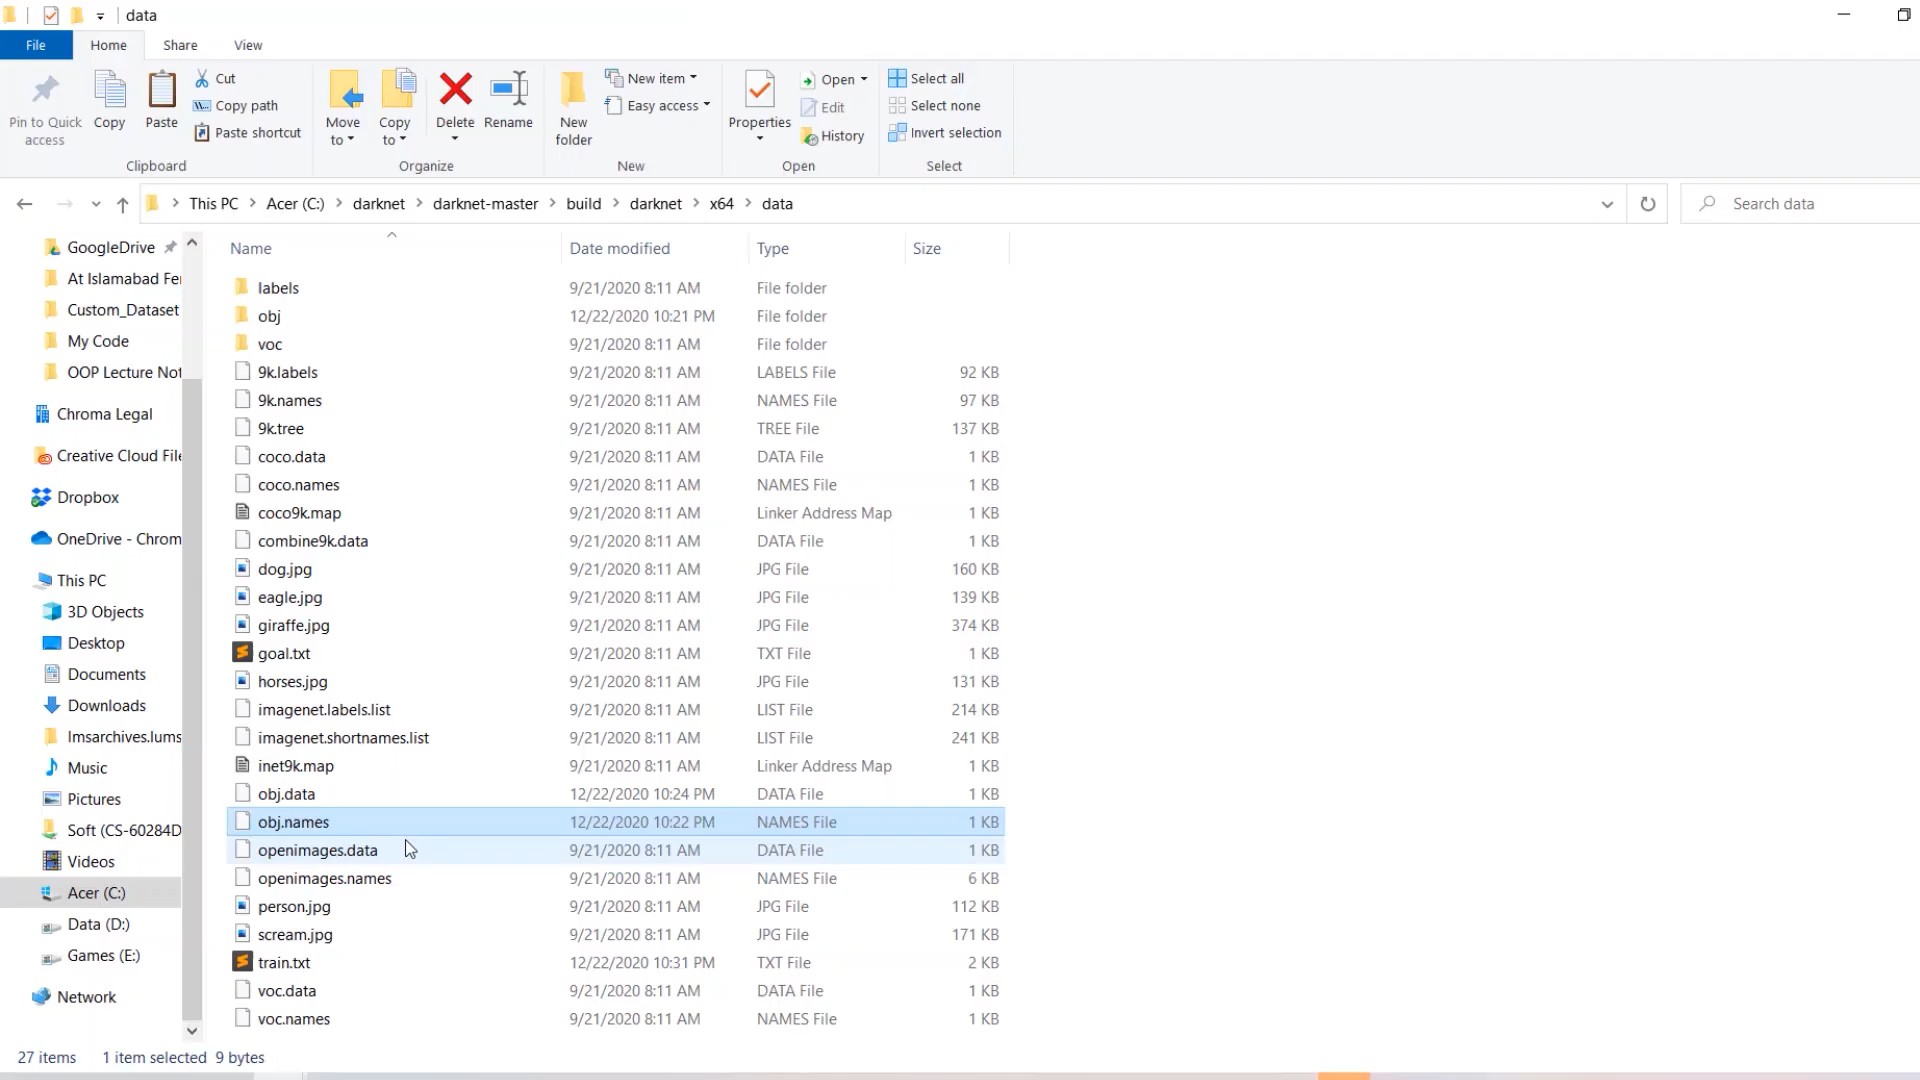 data
File Home Share View
Pin to Quick access
Copy
Paste
Cut
Copy path
Paste shortcut
Clipboard
Move to
Copy to
Delete
Rename
Organize
New folder
New item
Easy access
New
Properties
Open
Edit
History
Open
Select all
Select none
Invert selection
Select
This PC > Acer (C:) > darknet > darknet-master > build > darknet > x64 > data
Search data
GoogleDrive
At Islamabad Fer
Custom_Dataset
My Code
OOP Lecture Not
Chroma Legal
Creative Cloud File
Dropbox
OneDrive - Chrom
This PC
3D Objects
Desktop
Documents
Downloads
lmsarchives.lums
Music
Pictures
Soft (CS-60284D
Videos
Acer (C:)
Data (D:)
Games (E:)
Network
Name Date modified Type Size
labels 9/21/2020 8:11 AM File folder
obj 12/22/2020 10:21 PM File folder
voc 9/21/2020 8:11 AM File folder
9k.labels 9/21/2020 8:11 AM LABELS File 92 KB
9k.names 9/21/2020 8:11 AM NAMES File 97 KB
9k.tree 9/21/2020 8:11 AM TREE File 137 KB
coco.data 9/21/2020 8:11 AM DATA File 1 KB
coco.names 9/21/2020 8:11 AM NAMES File 1 KB
coco9k.map 9/21/2020 8:11 AM Linker Address Map 1 KB
combine9k.data 9/21/2020 8:11 AM DATA File 1 KB
dog.jpg 9/21/2020 8:11 AM JPG File 160 KB
eagle.jpg 9/21/2020 8:11 AM JPG File 139 KB
giraffe.jpg 9/21/2020 8:11 AM JPG File 374 KB
goal.txt 9/21/2020 8:11 AM TXT File 1 KB
horses.jpg 9/21/2020 8:11 AM JPG File 131 KB
imagenet.labels.list 9/21/2020 8:11 AM LIST File 214 KB
imagenet.shortnames.list 9/21/2020 8:11 AM LIST File 241 KB
inet9k.map 9/21/2020 8:11 AM Linker Address Map 1 KB
obj.data 12/22/2020 10:24 PM DATA File 1 KB
obj.names 12/22/2020 10:22 PM NAMES File 1 KB
openimages.data 9/21/2020 8:11 AM DATA File 1 KB
openimages.names 9/21/2020 8:11 AM NAMES File 6 KB
person.jpg 9/21/2020 8:11 AM JPG File 112 KB
scream.jpg 9/21/2020 8:11 AM JPG File 171 KB
train.txt 12/22/2020 10:31 PM TXT File 2 KB
voc.data 9/21/2020 8:11 AM DATA File 1 KB
voc.names 9/21/2020 8:11 AM NAMES File 1 KB
27 items 1 item selected 9 bytes